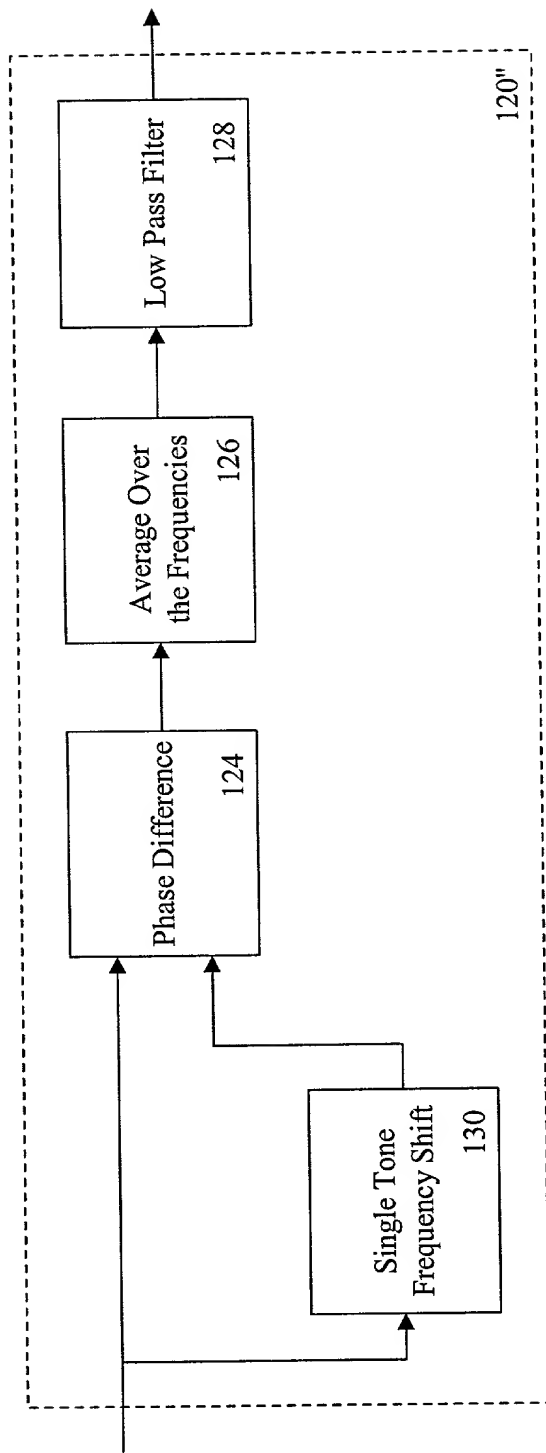 Single Tone
Frequency Shift
130
Phase Difference
124
Average Over
the Frequencies
126
Low Pass Filter
128
120"